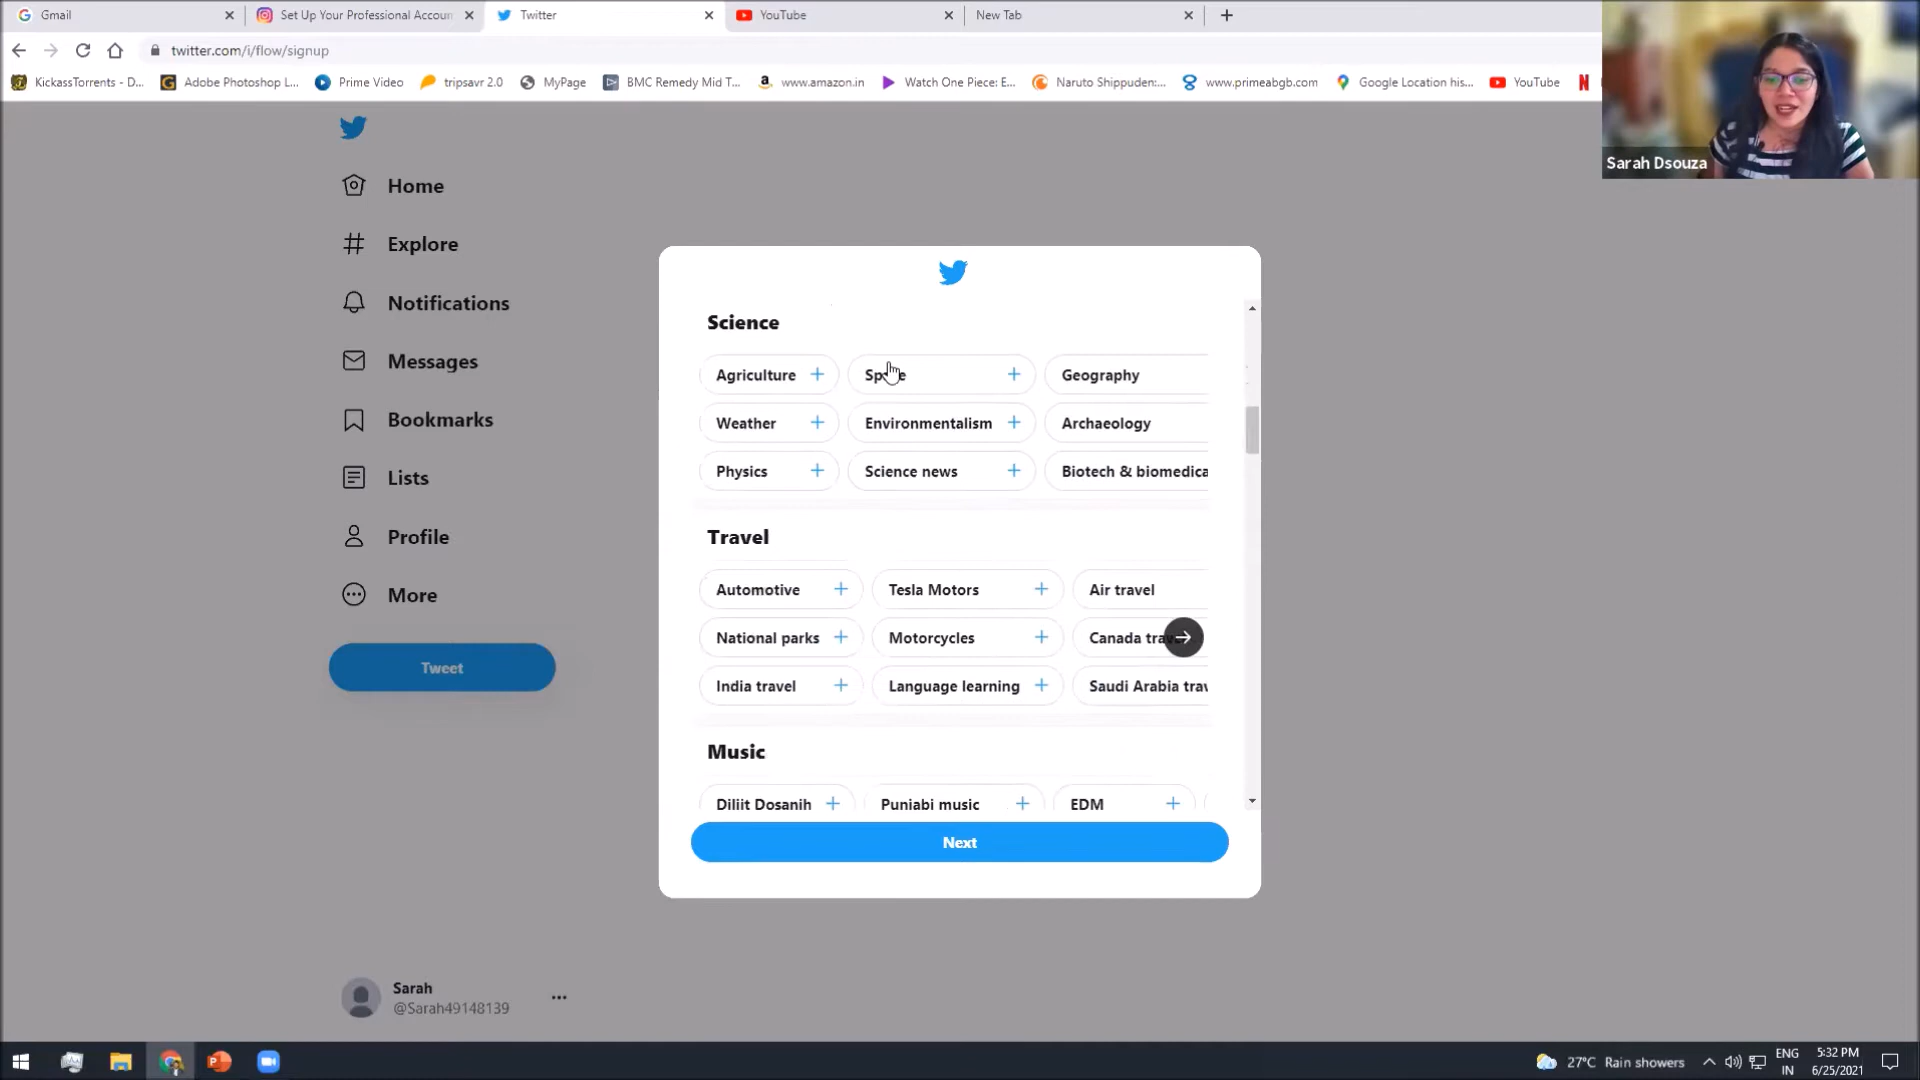 Gmail
Set Up Your Professional Accoun
Twitter
YouTube
New Tab
twitter.com/i/flow/signup
KickassTorrents - D...
Adobe Photoshop L...
Prime Video
tripsavr 2.0
MyPage
BMC Remedy Mid T...
www.amazon.in
Watch One Piece: E...
Naruto Shippuden:...
www.primeabgb.com
Google Location his...
YouTube
Sarah Dsouza
Home
Explore
Notifications
Messages
Bookmarks
Lists
Profile
More
Tweet
Science
Agriculture
Geography
Weather
Environmentalism
Archaeology
Physics
Science news
Biotech & biomedica
Travel
Automotive
Tesla Motors
Air travel
National parks
Motorcycles
Canada tra
India travel
Language learning
Saudi Arabia trav
Music
Diljit Dosanjh
Punjabi music
EDM
Next
Sarah
@Sarah49148139
27°C Rain showers
ENG
IN
5:32 PM
6/25/2021